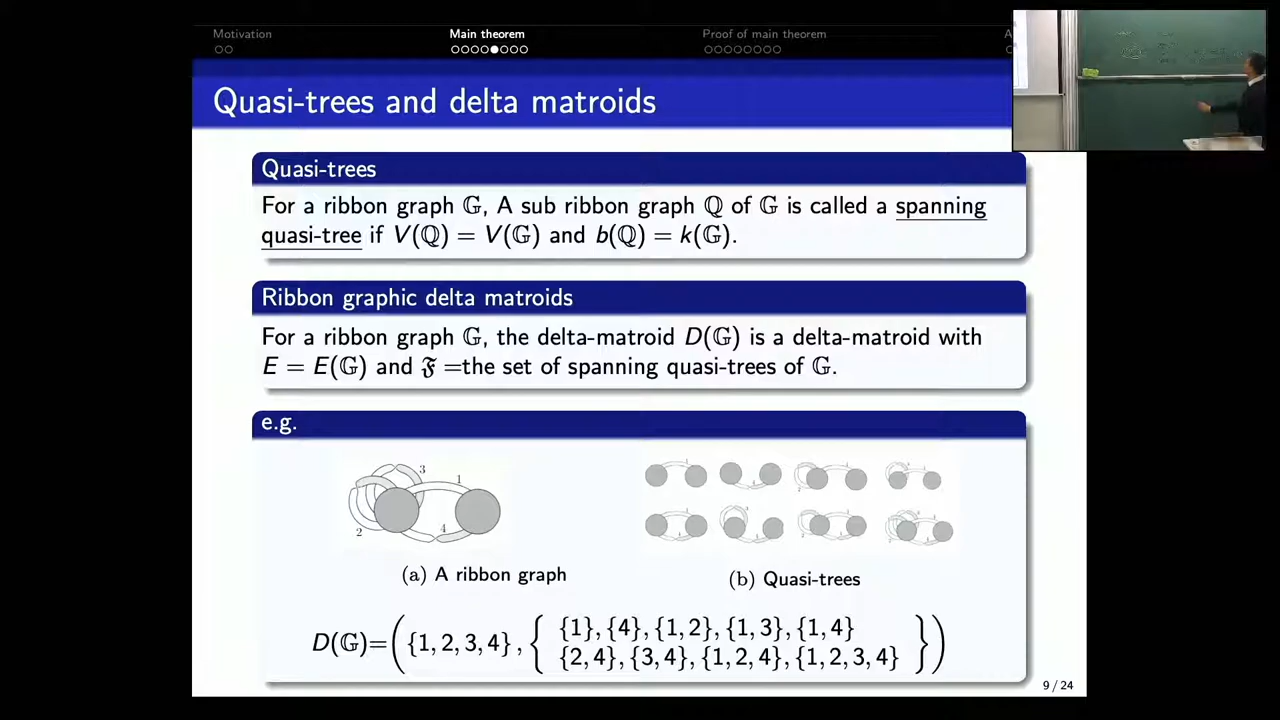 Motivation
Main theorem
Proof of main theorem
A
Quasi-trees and delta matroids
Quasi-trees
For a ribbon graph 𝔾, A sub ribbon graph ℚ of 𝔾 is called a spanning
quasi-tree if V(ℚ) = V(𝔾) and b(ℚ) = k(𝔾).
Ribbon graphic delta matroids
For a ribbon graph 𝔾, the delta-matroid D(𝔾) is a delta-matroid with
E = E(𝔾) and 𝔉 =the set of spanning quasi-trees of 𝔾.
e.g.
3
1
2
4
(a) A ribbon graph
(b) Quasi-trees
D(𝔾)=({1, 2, 3, 4} , { {1}, {4}, {1, 2}, {1, 3}, {1, 4}
{2, 4}, {3, 4}, {1, 2, 4}, {1, 2, 3, 4} })
9 / 24